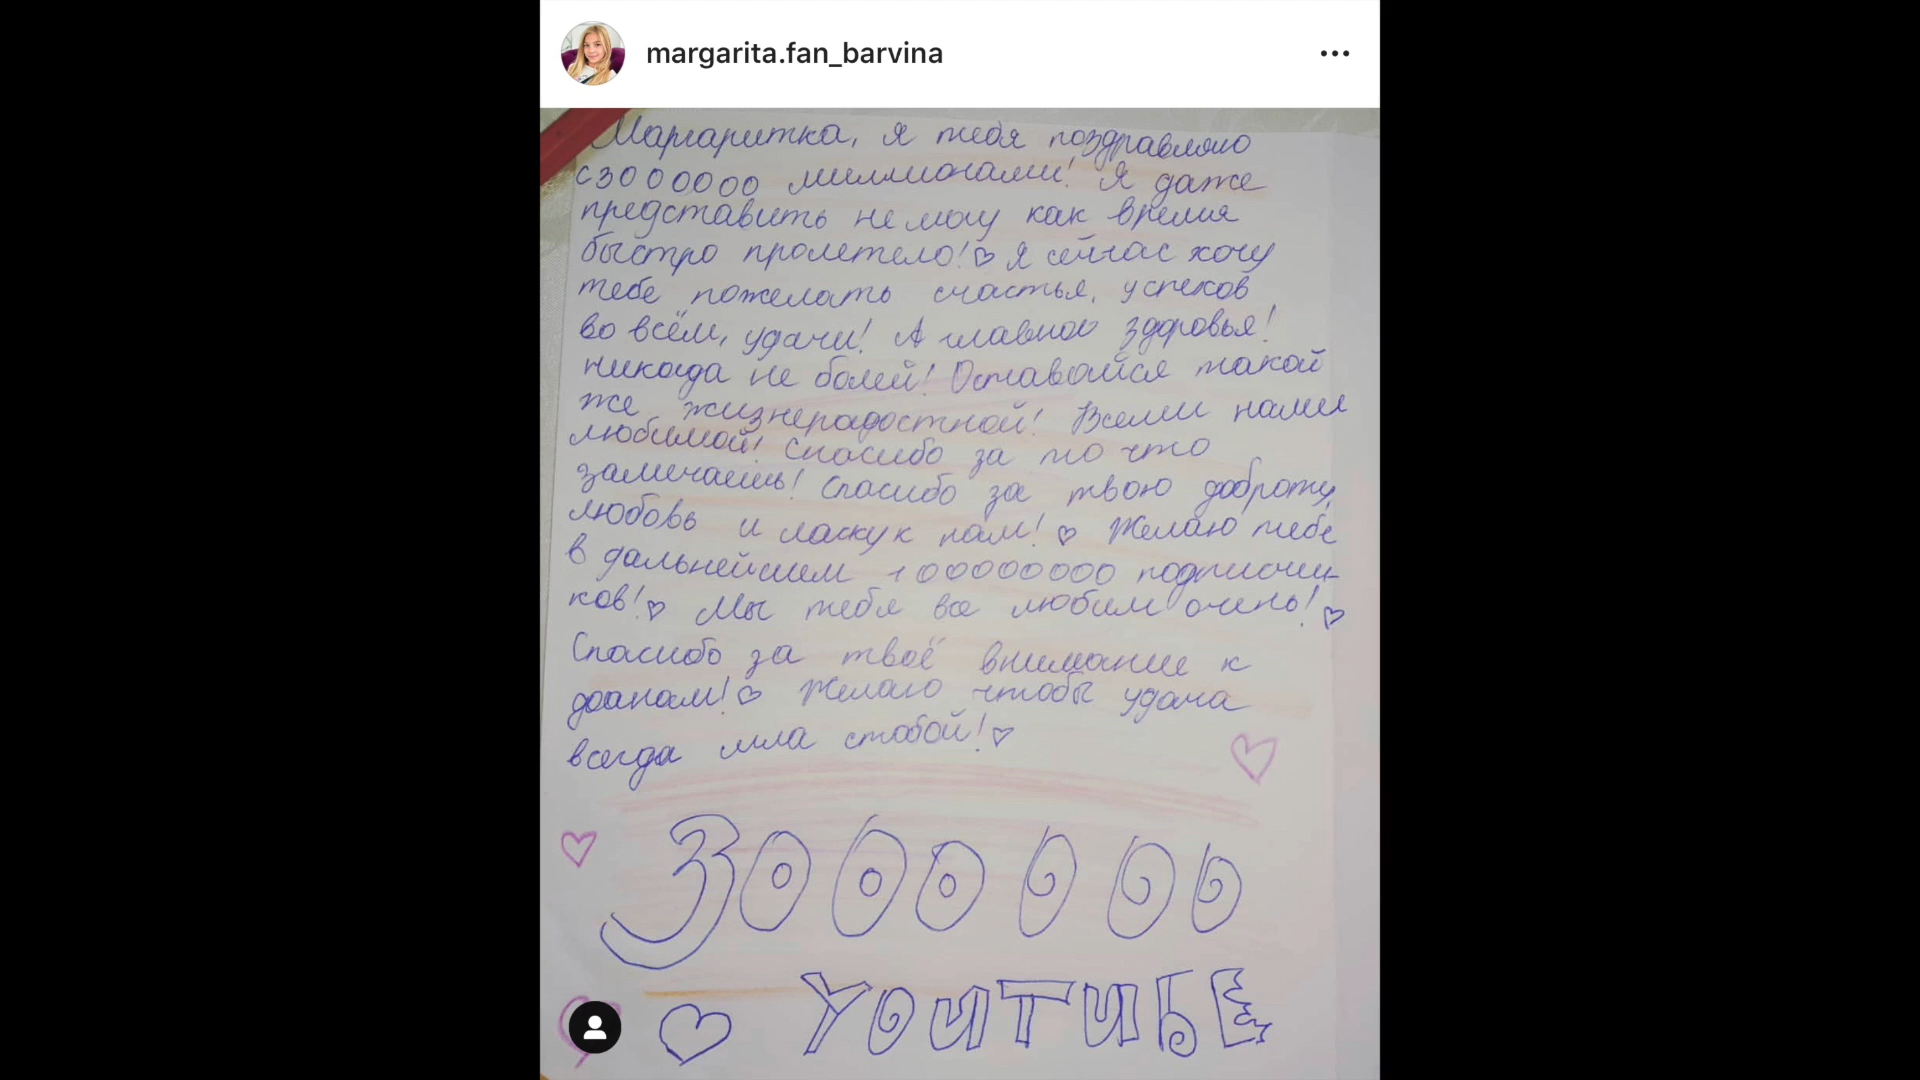 margarita.fan_barvina
Маргаритка, я тебя поздравляю
с 3000000 миллионами! Я даже
представить не могу как время
быстро пролетело!♡ Я сейчас хочу
тебе пожелать счастья, успехов
во всём, удачи! А главное здоровья!
Никогда не болей! Оставайся такой
же жизнерадостной! Всеми нами
любимой! Спасибо за то что
замечаешь! Спасибо за твою доброту,
любовь и ласку к нам!♡ Желаю тебе
в дальнейшем 100000000 подписчи-
ков!♡ Мы тебя все любим очень!♡
Спасибо за твоё внимание к
фанам!♡ Желаю чтобы удача
всегда шла стобой!♡
3000000
YOUTUBE